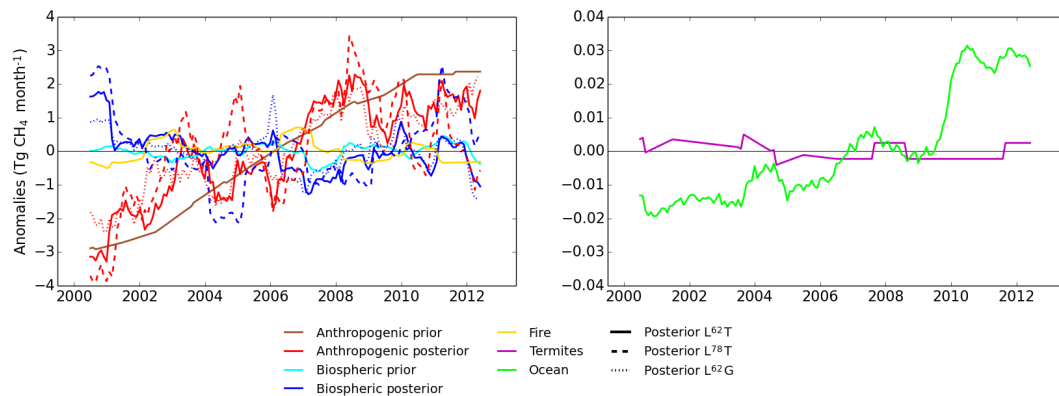 Anomalies (Tg CH₄ month⁻¹)
4
3
2
1
0
−1
−2
−3
−4
2000 2002 2004 2006 2008 2010 2012
0.04
0.03
0.02
0.01
0.00
−0.01
−0.02
−0.03
−0.04
2000 2002 2004 2006 2008 2010 2012
Anthropogenic prior
Anthropogenic posterior
Biospheric prior
Biospheric posterior
Fire
Termites
Ocean
Posterior L⁶²T
Posterior L⁷⁸T
Posterior L⁶²G